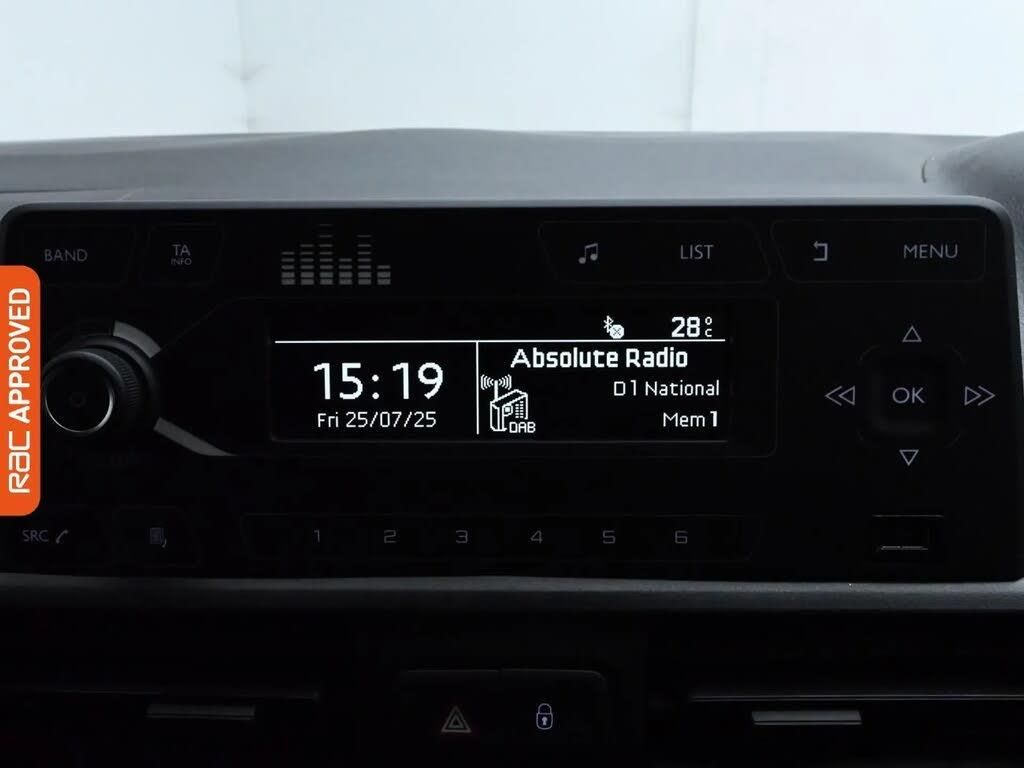 BAND
TA
INFO
LIST
MENU
28°C
15:19
Absolute Radio
D1 National
Fri 25/07/25
DAB
Mem 1
OK
RAC APPROVED
SRC
1 2 3 4 5 6